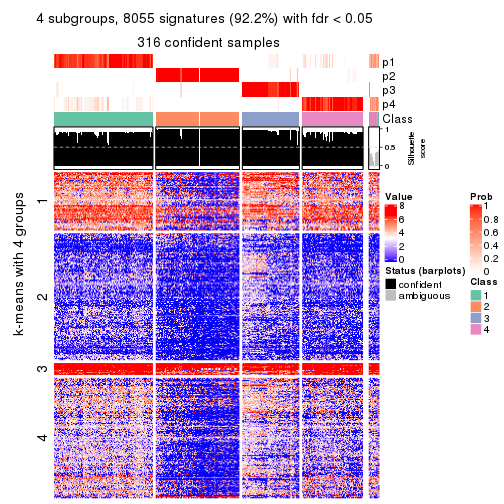 4 subgroups, 8055 signatures (92.2%) with fdr < 0.05
316 confident samples
p1
p2
p3
p4
Class
1
0.5
0
Silhouette
score
k-means with 4 groups
1
2
3
4
Value
8
6
4
2
0
Status (barplots)
confident
ambiguous
Prob
1
0.8
0.6
0.4
0.2
0
Class
1
2
3
4